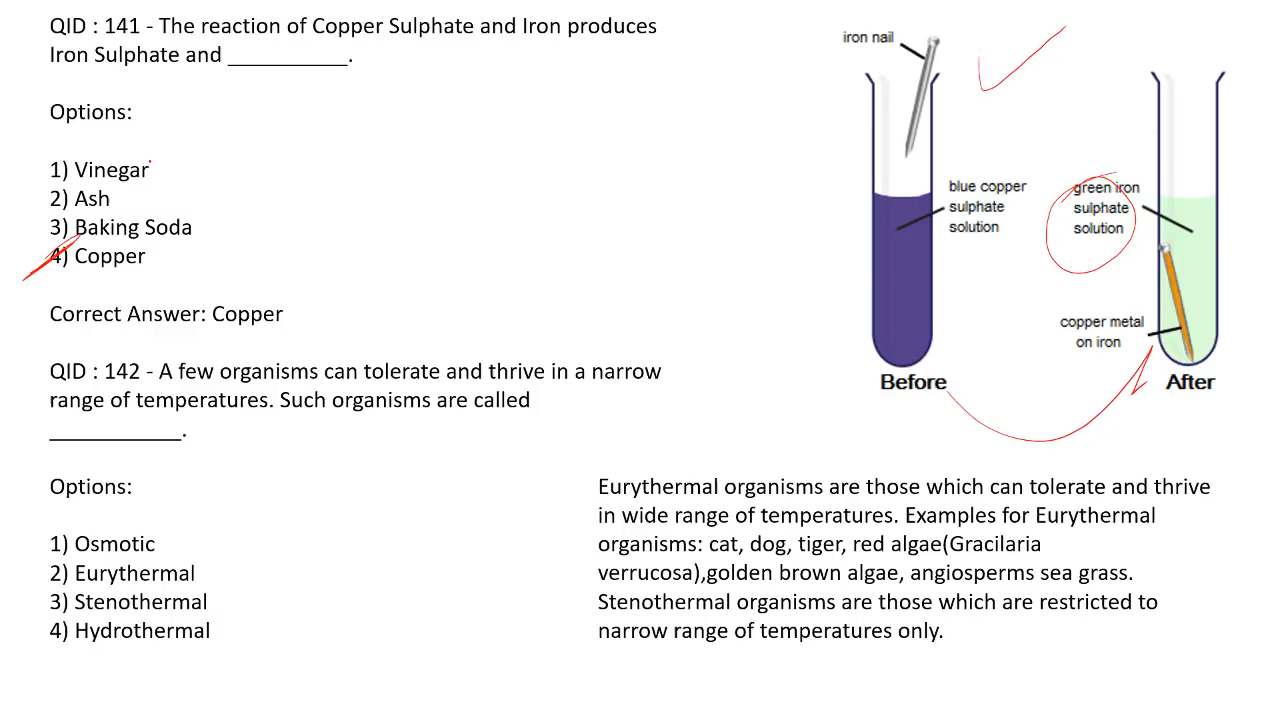 QID : 141 - The reaction of Copper Sulphate and Iron produces
Iron Sulphate and __________.
Options:
1) Vinegar
2) Ash
3) Baking Soda
4) Copper
Correct Answer: Copper
iron nail
blue copper
sulphate
solution
green iron
sulphate
solution
copper metal
on iron
Before
After
QID : 142 - A few organisms can tolerate and thrive in a narrow
range of temperatures. Such organisms are called
___________.
Options:
1) Osmotic
2) Eurythermal
3) Stenothermal
4) Hydrothermal
Eurythermal organisms are those which can tolerate and thrive
in wide range of temperatures. Examples for Eurythermal
organisms: cat, dog, tiger, red algae(Gracilaria
verrucosa),golden brown algae, angiosperms sea grass.
Stenothermal organisms are those which are restricted to
narrow range of temperatures only.